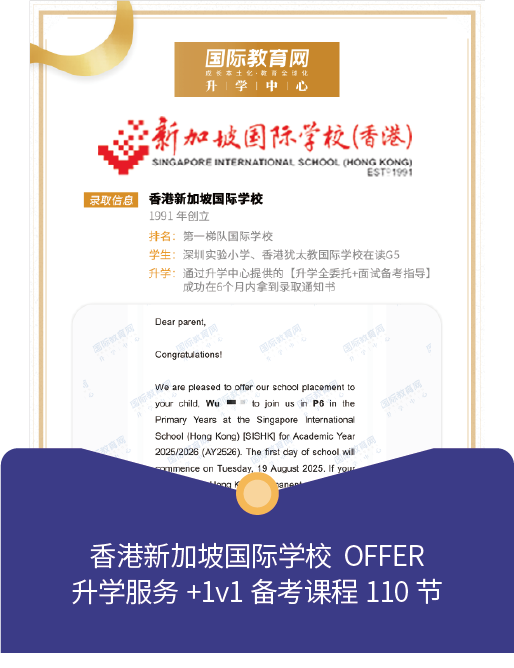 国际教育网
成长本土化·教育全球化
升学中心
新加坡国际学校(香港)
SINGAPORE INTERNATIONAL SCHOOL (HONG KONG)
EST·1991
录取信息 香港新加坡国际学校
1991 年创立
排名：第一梯队国际学校
学生：深圳实验小学、香港犹太教国际学校在读G5
升学：通过升学中心提供的【升学全委托+面试备考指导】
成功在6个月内拿到录取通知书
Dear parent,
Congratulations!
We are pleased to offer our school placement to
your child, Wu to join us in P6 in the
Primary Years at the Singapore International
School (Hong Kong) [SISHK] for Academic Year
2025/2026 (AY2526). The first day of school will
commence on Tuesday, 19 August 2025. If your
香港新加坡国际学校 OFFER
升学服务 +1v1 备考课程 110 节